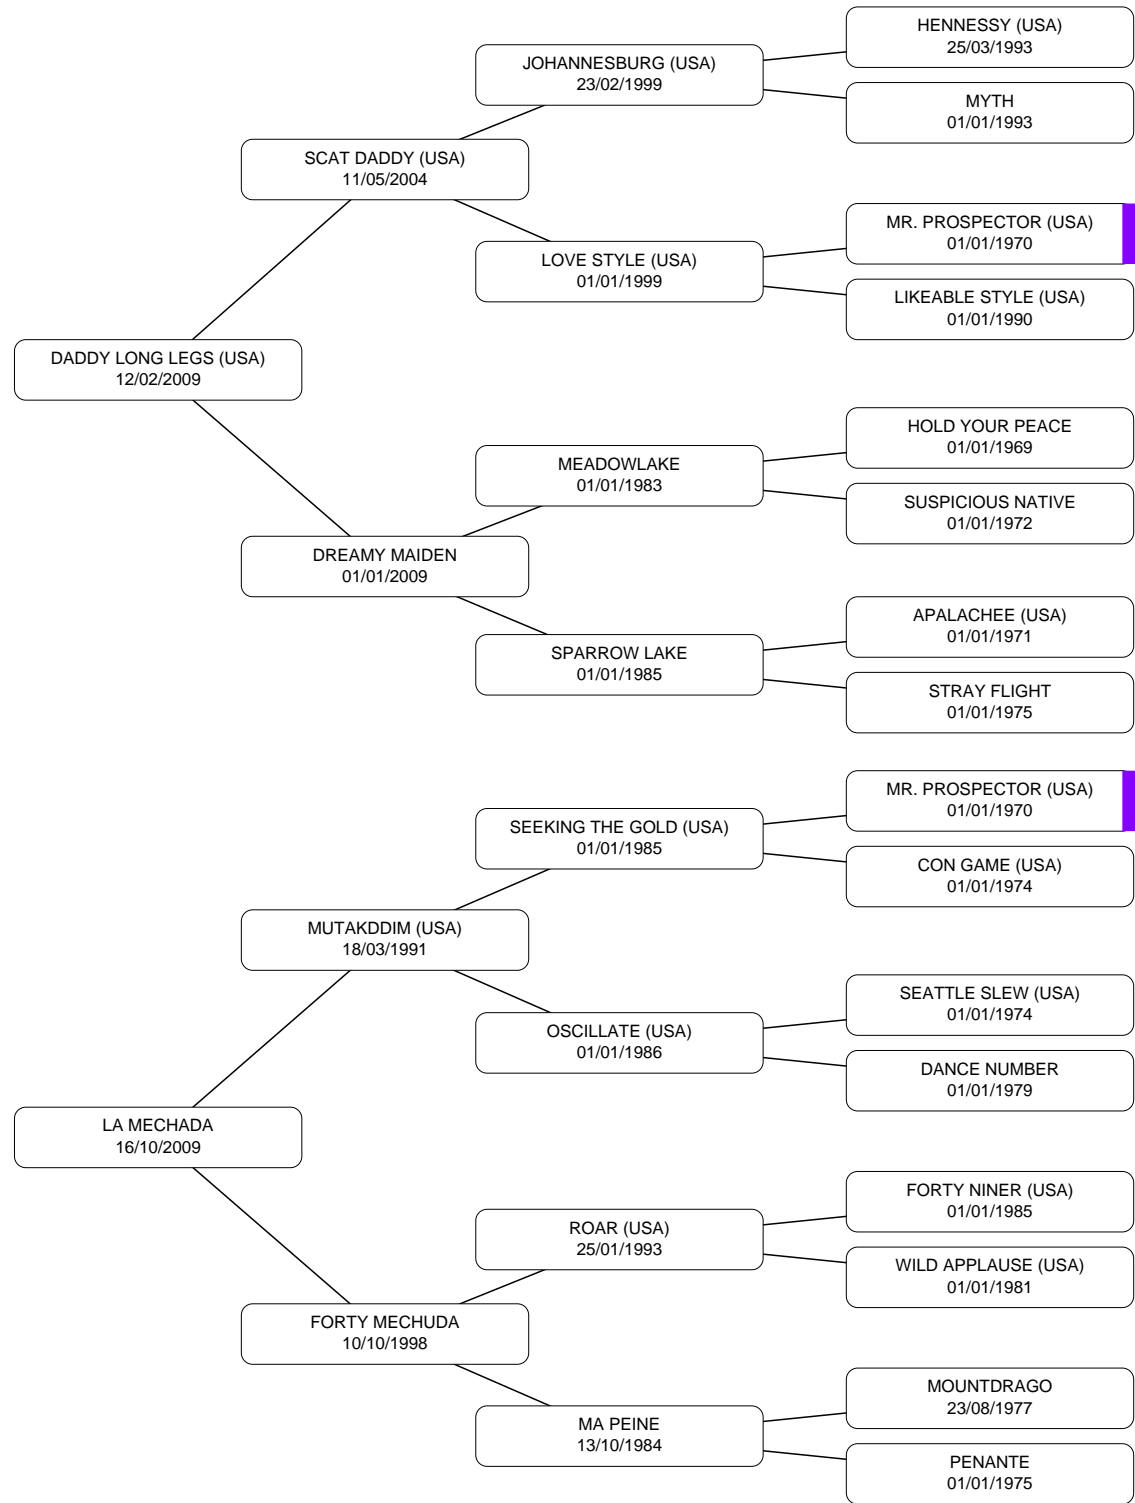 HENNESSY (USA)
25/03/1993
JOHANNESBURG (USA)
23/02/1999
MYTH
01/01/1993
SCAT DADDY (USA)
11/05/2004
MR. PROSPECTOR (USA)
01/01/1970
LOVE STYLE (USA)
01/01/1999
LIKEABLE STYLE (USA)
01/01/1990
DADDY LONG LEGS (USA)
12/02/2009
HOLD YOUR PEACE
01/01/1969
MEADOWLAKE
01/01/1983
SUSPICIOUS NATIVE
01/01/1972
DREAMY MAIDEN
01/01/2009
APALACHEE (USA)
01/01/1971
SPARROW LAKE
01/01/1985
STRAY FLIGHT
01/01/1975
MR. PROSPECTOR (USA)
01/01/1970
SEEKING THE GOLD (USA)
01/01/1985
CON GAME (USA)
01/01/1974
MUTAKDDIM (USA)
18/03/1991
SEATTLE SLEW (USA)
01/01/1974
OSCILLATE (USA)
01/01/1986
DANCE NUMBER
01/01/1979
LA MECHADA
16/10/2009
FORTY NINER (USA)
01/01/1985
ROAR (USA)
25/01/1993
WILD APPLAUSE (USA)
01/01/1981
FORTY MECHUDA
10/10/1998
MOUNTDRAGO
23/08/1977
MA PEINE
13/10/1984
PENANTE
01/01/1975